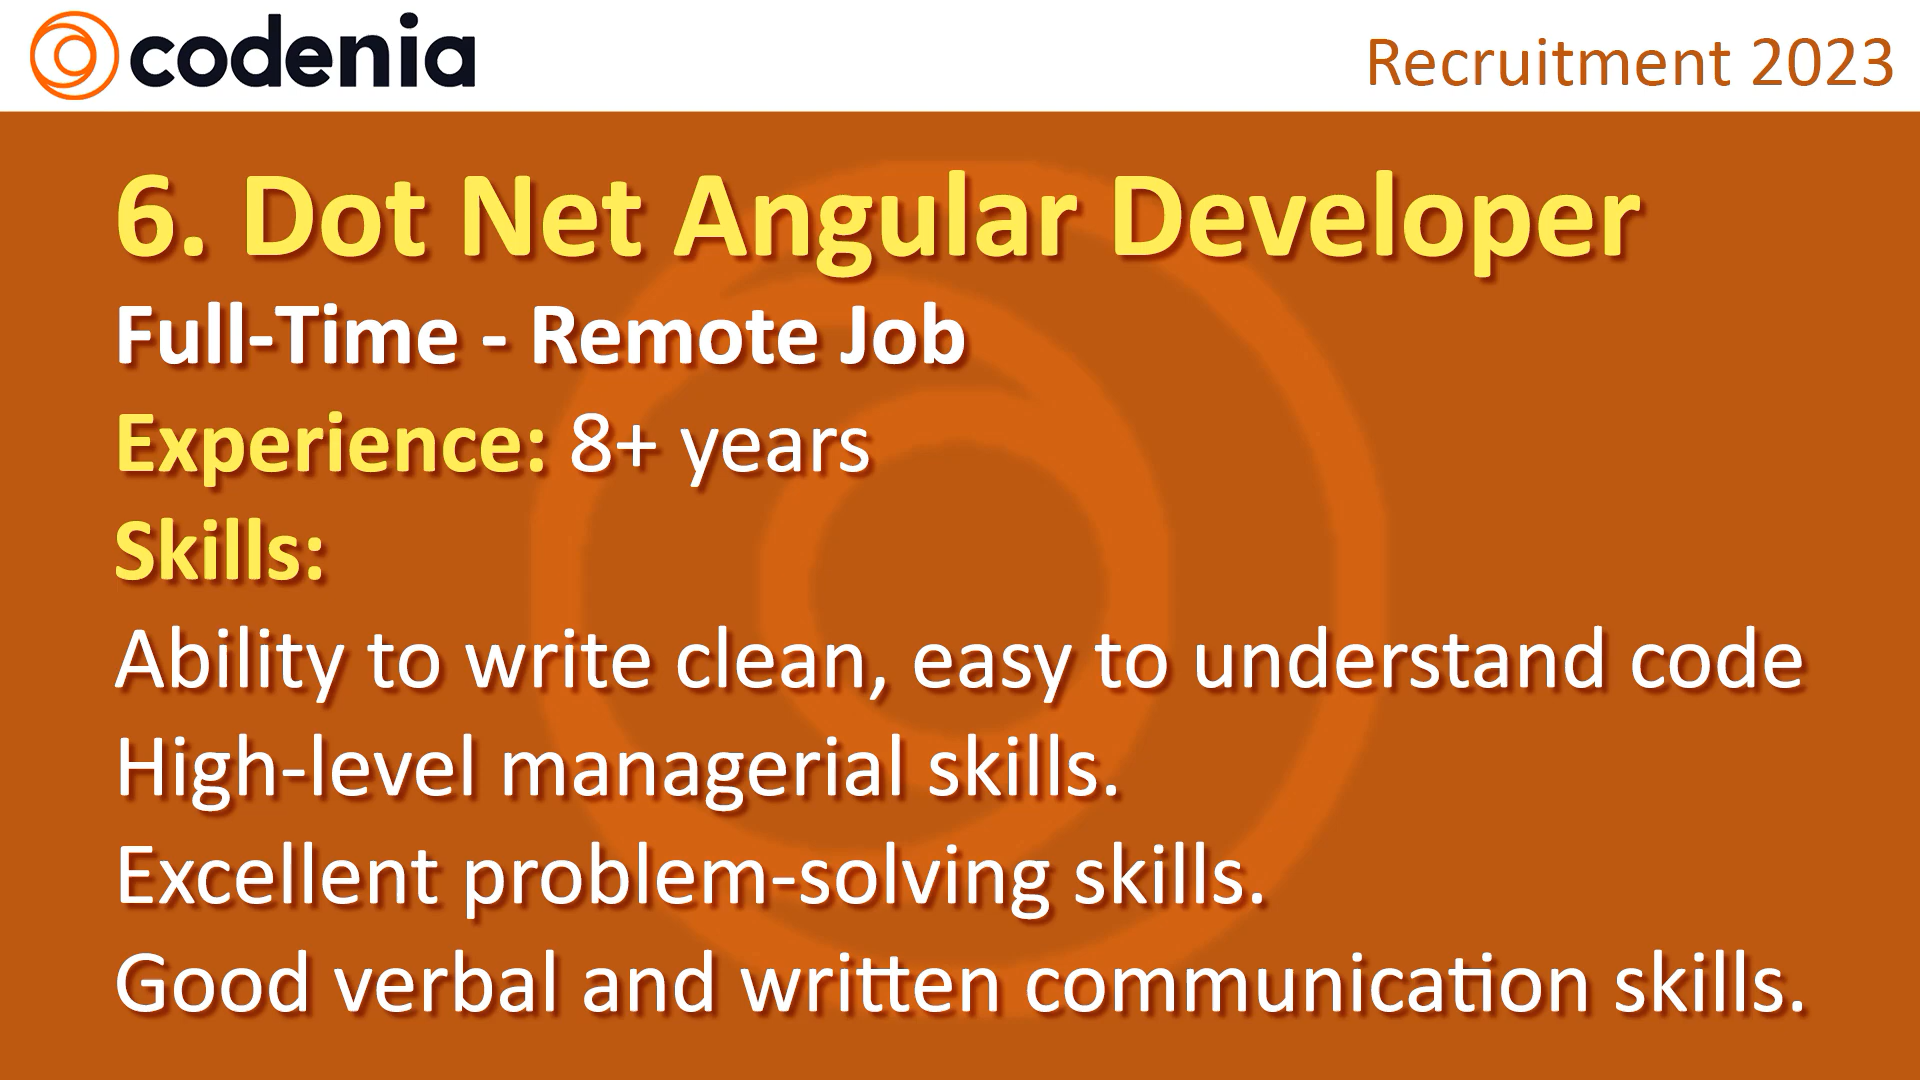 codenia
Recruitment 2023
6. Dot Net Angular Developer
Full-Time - Remote Job
Experience: 8+ years
Skills:
Ability to write clean, easy to understand code
High-level managerial skills.
Excellent problem-solving skills.
Good verbal and written communication skills.